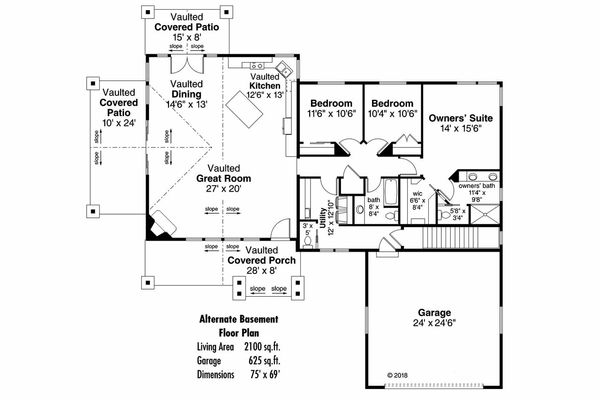 Vaulted
Covered Patio
15' x 8'
slope
slope
Vaulted
Covered
Patio
10' x 24'
slope
slope
Vaulted
Dining
14'6" x 13'
Vaulted
Kitchen
12'6" x 13'
Bedroom
11'6" x 10'6"
Bedroom
10'4" x 10'6"
Owners' Suite
14' x 15'6"
Vaulted
Great Room
27' x 20'
slope
slope
Utility
12' x 12'10"
3' x
5'
bath
8' x
8'4"
wic
6'6" x
8'4"
owners' bath
11'4" x
9'8"
5'8" x
3'4"
Vaulted
Covered Porch
28' x 8'
slope
slope
Garage
24' x 24'6"
© 2018
Alternate Basement
Floor Plan
Living Area 2100 sq.ft.
Garage 625 sq.ft.
Dimensions 75' x 69'